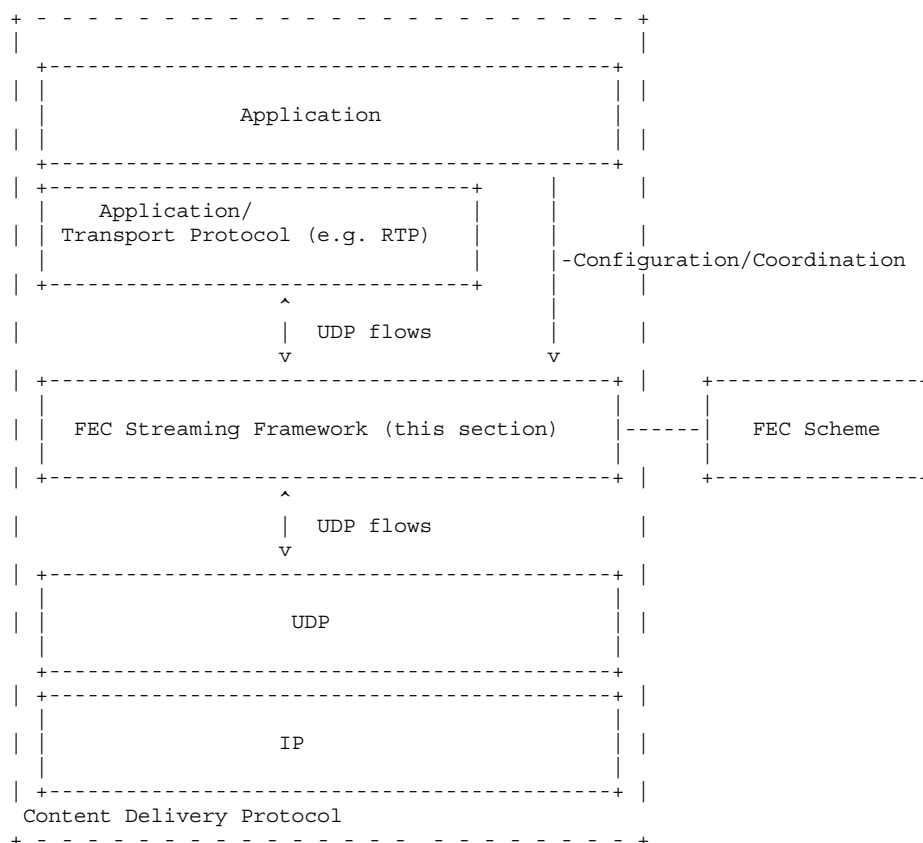 Application
Application/
Transport Protocol (e.g. RTP)
-Configuration/Coordination
UDP flows
FEC Streaming Framework (this section)
FEC Scheme
UDP flows
UDP
IP
Content Delivery Protocol